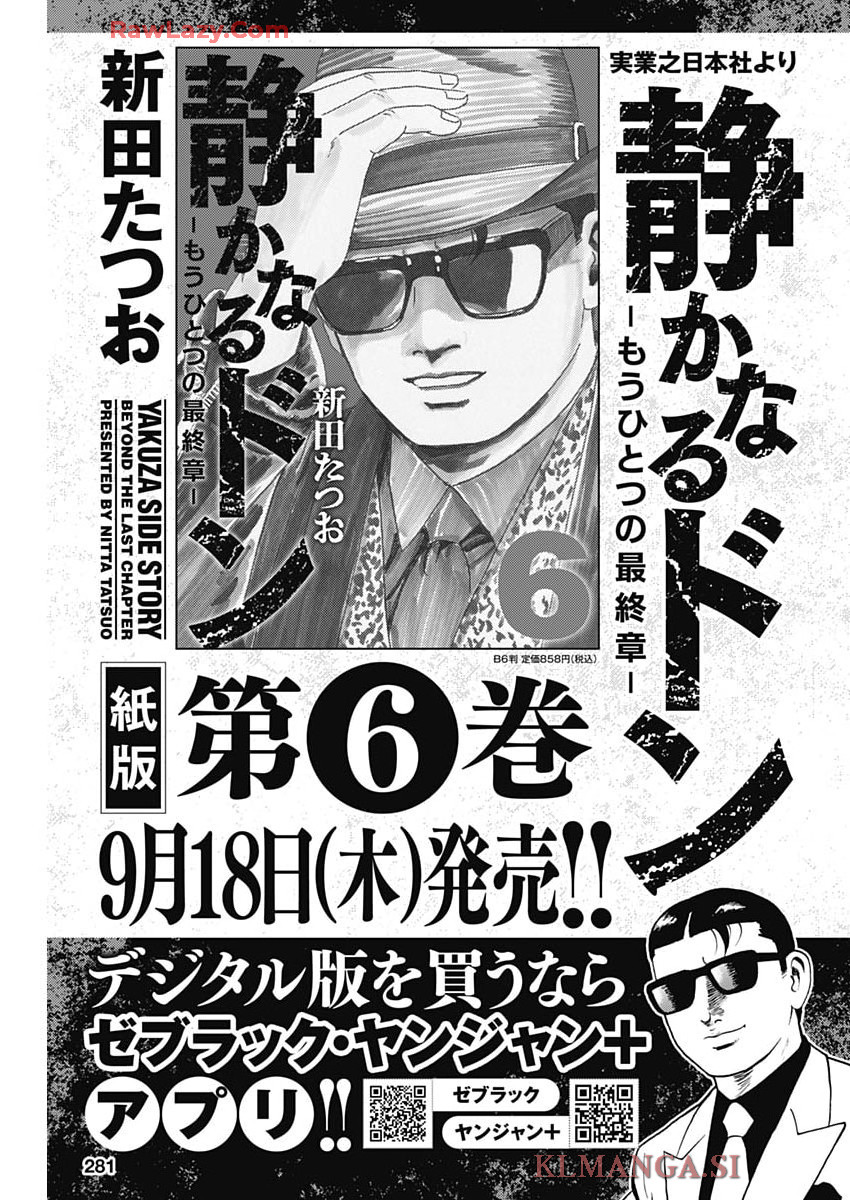 RawLazy.Com
実業之日本社より
静かなるドン
-もうひとつの最終章-
静かなるドン
-もうひとつの最終章-
新田たつお
6
新田たつお
YAKUZA SIDE STORY
BEYOND THE LAST CHAPTER
PRESENTED BY NITTA TATSUO
B6判 定価858円(税込)
紙版
第6巻
9月18日(木)発売!!
デジタル版を買うなら
ゼブラック・ヤンジャン+
アプリ!!
ゼブラック
ヤンジャン+
281
KLMANGA.SI